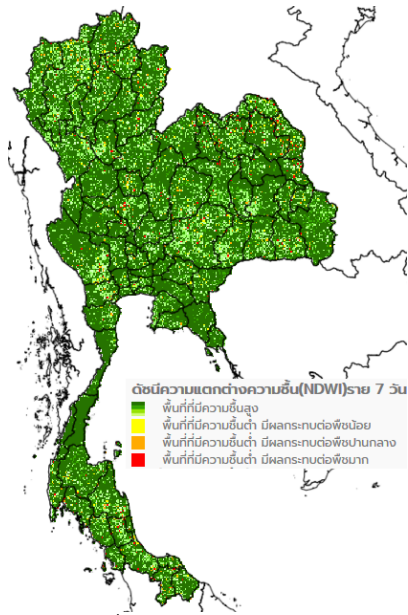 ดัชนีความแตกต่างความชื้น(NDWI)ราย 7 วัน
พื้นที่ที่มีความชื้นสูง
พื้นที่ที่มีความชื้นต่ำ มีผลกระทบต่อพืชน้อย
พื้นที่ที่มีความชื้นต่ำ มีผลกระทบต่อพืชปานกลาง
พื้นที่ที่มีความชื้นต่ำ มีผลกระทบต่อพืชมาก